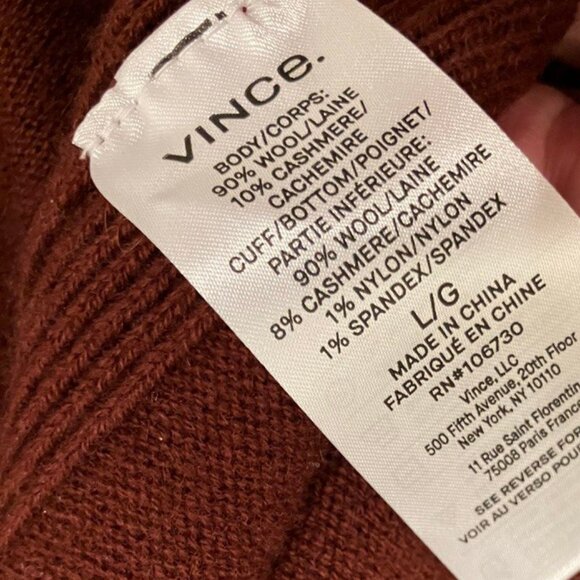 VINCE.
BODY/CORPS:
90% WOOL/LAINE
10% CASHMERE/
CACHEMIRE
CUFF/BOTTOM/POIGNET/
PARTIE INFÉRIEURE:
90% WOOL/LAINE
8% CASHMERE/CACHEMIRE
1% NYLON/NYLON
1% SPANDEX/SPANDEX
L/G
MADE IN CHINA
FABRIQUÉ EN CHINE
RN#106730
Vince, LLC
500 Fifth Avenue, 20th Floor
New York, NY 10110
11 Rue Saint Florentin
75008 Paris France
SEE REVERSE FOR
VOIR AU VERSO POUR